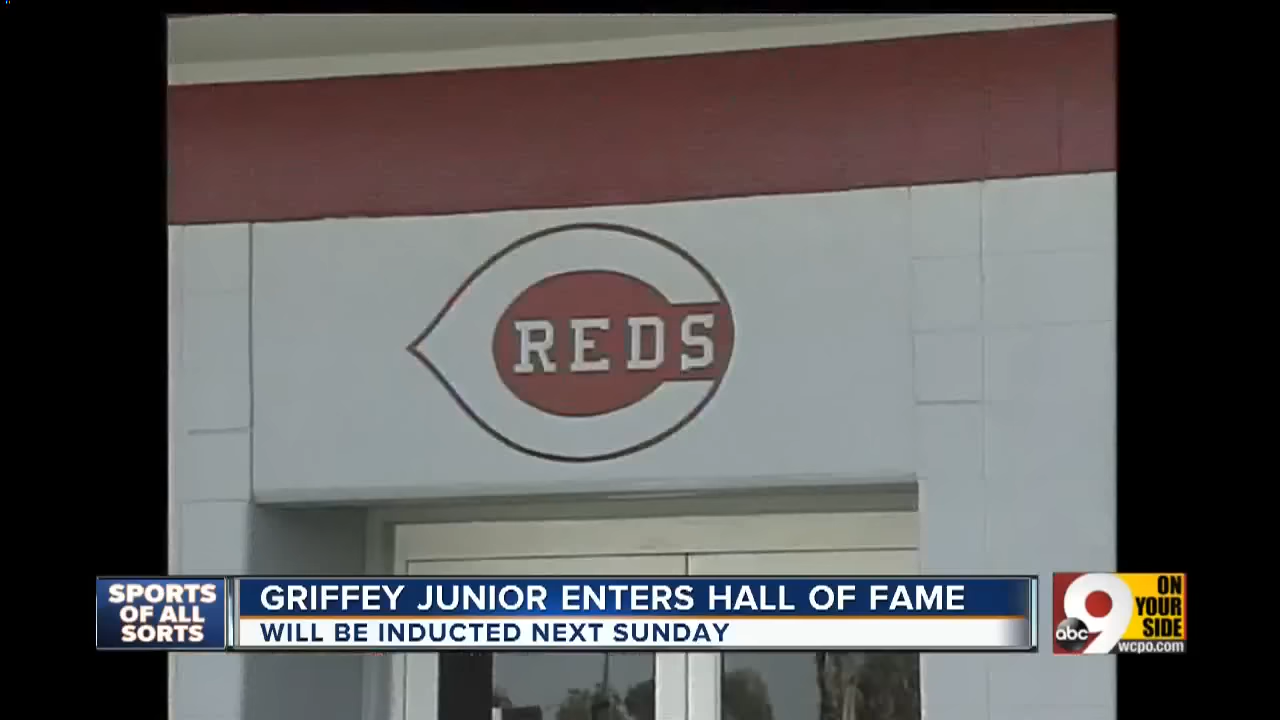 REDS
SPORTS
OF ALL
SORTS
GRIFFEY JUNIOR ENTERS HALL OF FAME
WILL BE INDUCTED NEXT SUNDAY
abc 9
ON
YOUR
SIDE
wcpo.com